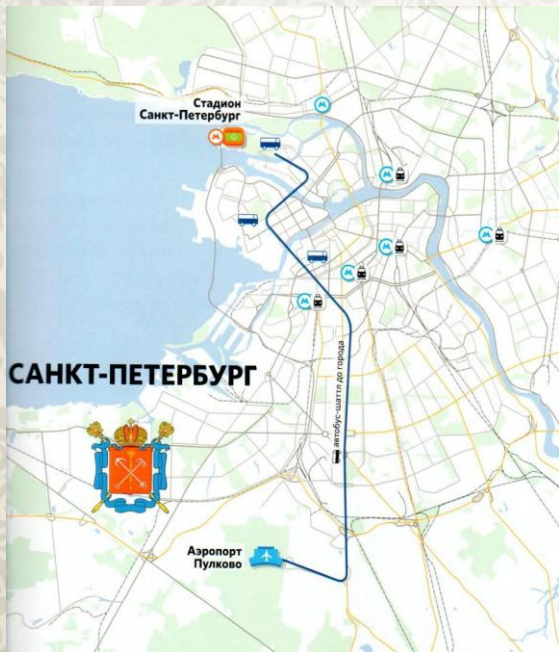 Стадион
Санкт-Петербург
М
М
М
М
М
М
М
САНКТ-ПЕТЕРБУРГ
автобус-шаттл до города
Аэропорт
Пулково